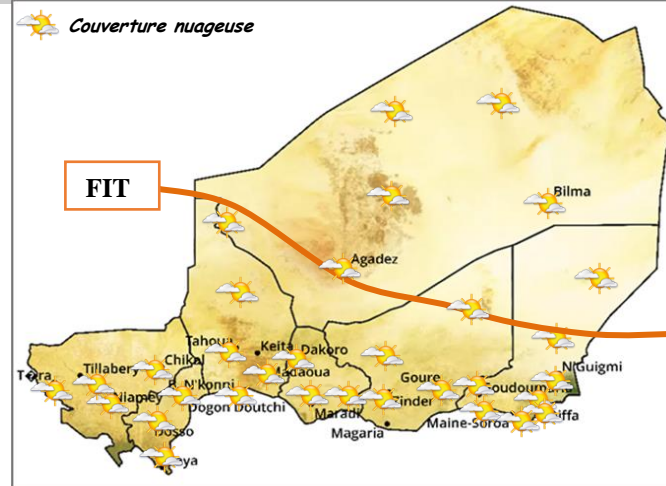 Couverture nuageuse
FIT
Bilma
Agadez
Tahoua
Keita
Dakoro
Chikal
Tillabery
Madaoua
N'Guigmi
Goure
Niamey
N'konni
Dogon Doutchi
Zinder
Maradi
Maine-Soroa
Magaria
Dosso